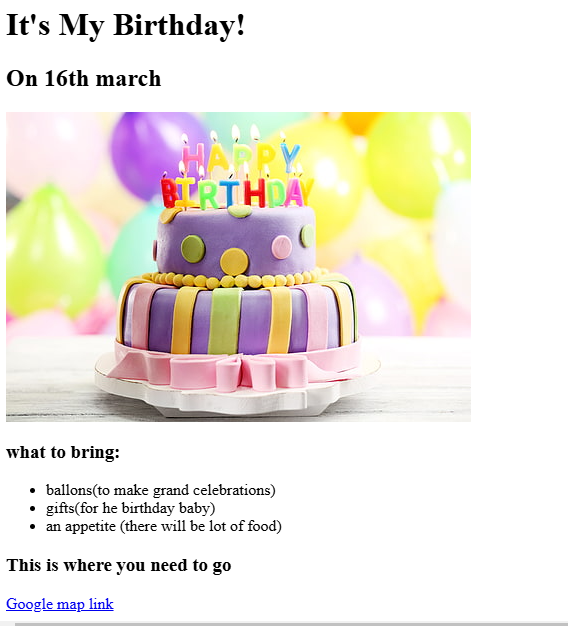 It's My Birthday!
On 16th march
HAPPY
BIRTHDAY
what to bring:
ballons(to make grand celebrations)
gifts(for he birthday baby)
an appetite (there will be lot of food)
This is where you need to go
Google map link